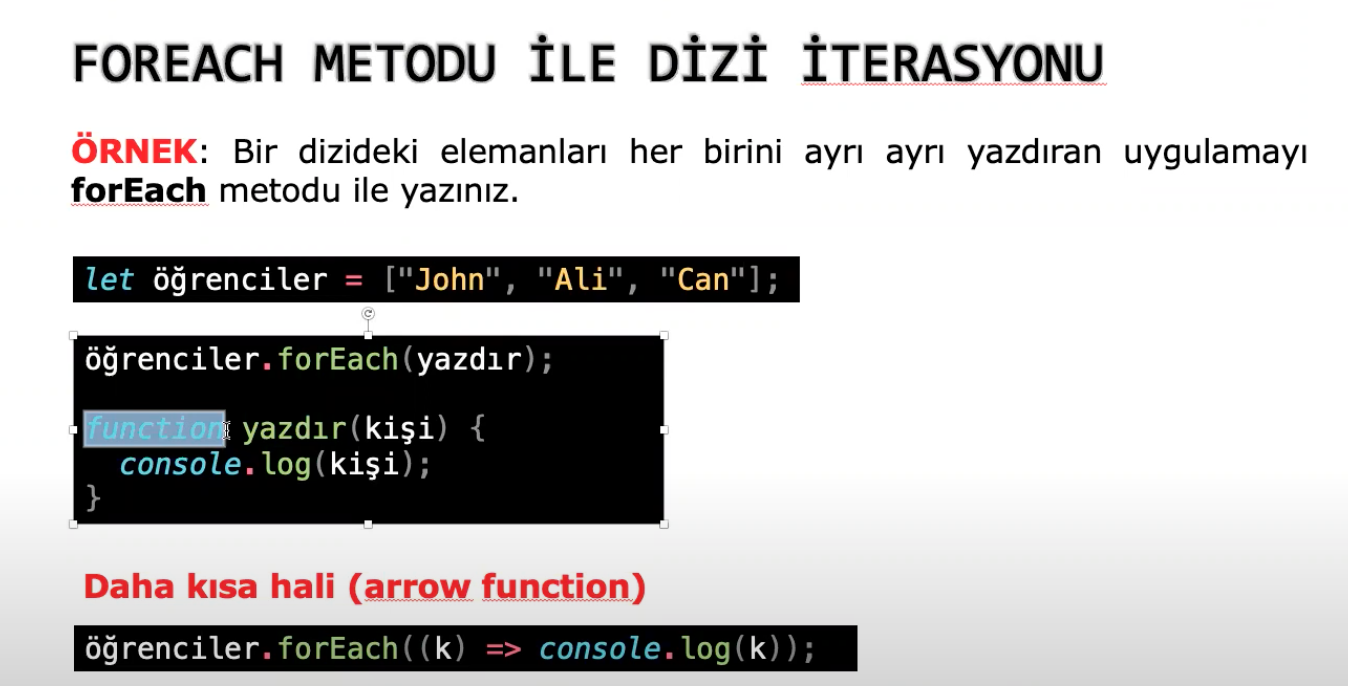 FOREACH METODU İLE DİZİ İTERASYONU
ÖRNEK: Bir dizideki elemanları her birini ayrı ayrı yazdıran uygulamayı
forEach metodu ile yazınız.
let öğrenciler = ["John", "Ali", "Can"];
öğrenciler.forEach(yazdır);
function yazdır(kişi) {
  console.log(kişi);
}
Daha kısa hali (arrow function)
öğrenciler.forEach((k) => console.log(k));